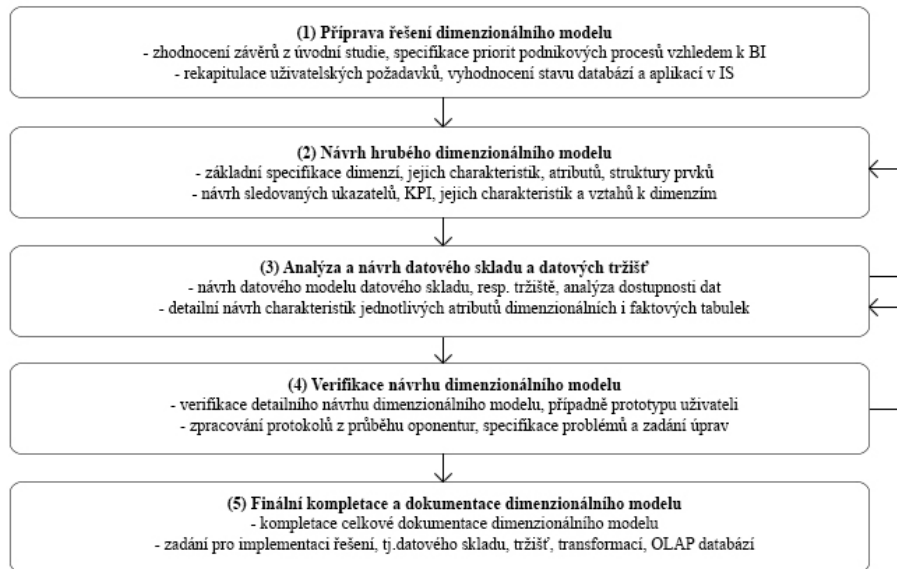 (1) Příprava řešení dimenzionálního modelu
- zhodnocení závěrů z úvodní studie, specifikace priorit podnikových procesů vzhledem k BI
- rekapitulace uživatelských požadavků, vyhodnocení stavu databází a aplikací v IS
(2) Návrh hrubého dimenzionálního modelu
- základní specifikace dimenzí, jejich charakteristik, atributů, struktury prvků
- návrh sledovaných ukazatelů, KPI, jejich charakteristik a vztahů k dimenzím
(3) Analýza a návrh datového skladu a datových tržišť
- návrh datového modelu datového skladu, resp. tržiště, analýza dostupnosti dat
- detailní návrh charakteristik jednotlivých atributů dimenzionálních i faktových tabulek
(4) Verifikace návrhu dimenzionálního modelu
- verifikace detailního návrhu dimenzionálního modelu, případně prototypu uživateli
- zpracování protokolů z průběhu oponentur, specifikace problémů a zadání úprav
(5) Finální kompletace a dokumentace dimenzionálního modelu
- kompletace celkové dokumentace dimenzionálního modelu
- zadání pro implementaci řešení, tj.datového skladu, tržišť, transformací, OLAP databází